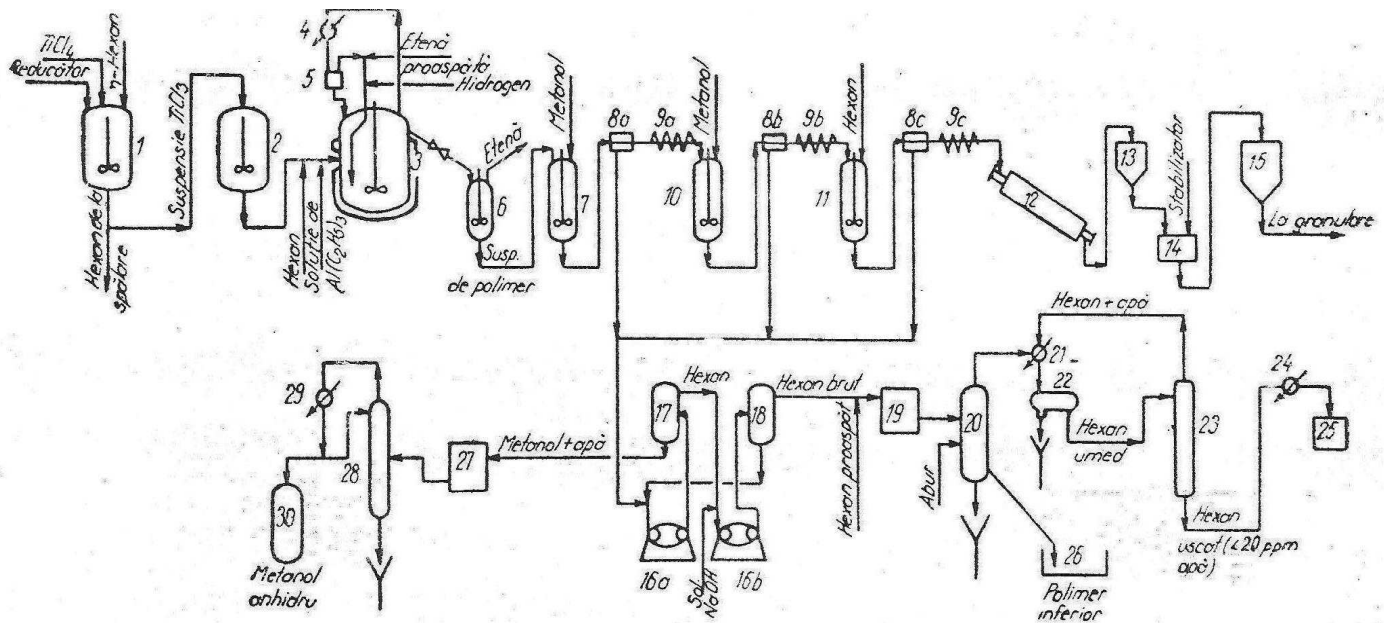 TiCl4
Reducător
n-Hexan
1
Hexan de la
spălare
Suspensie TiCl3
2
Hexan
Soluție de
Al(C2H5)3
4
5
Etenă
proaspătă
Hidrogen
3
Etenă
6
Susp.
de polimer
Metanol
7
8a
9a
Metanol
10
8b
9b
Hexan
11
8c
9c
12
13
Stabilizator
14
15
La granulare
29
28
30
Metanol
anhidru
27
Metanol+apă
17
Hexan
18
Hexan brut
16a
Sol.
NaOH
16b
Hexan proaspăt
19
20
Abur
Hexan+apă
21
22
Hexan
umed
23
24
25
Hexan
uscat (<20 ppm
apă)
26
Polimer
inferior